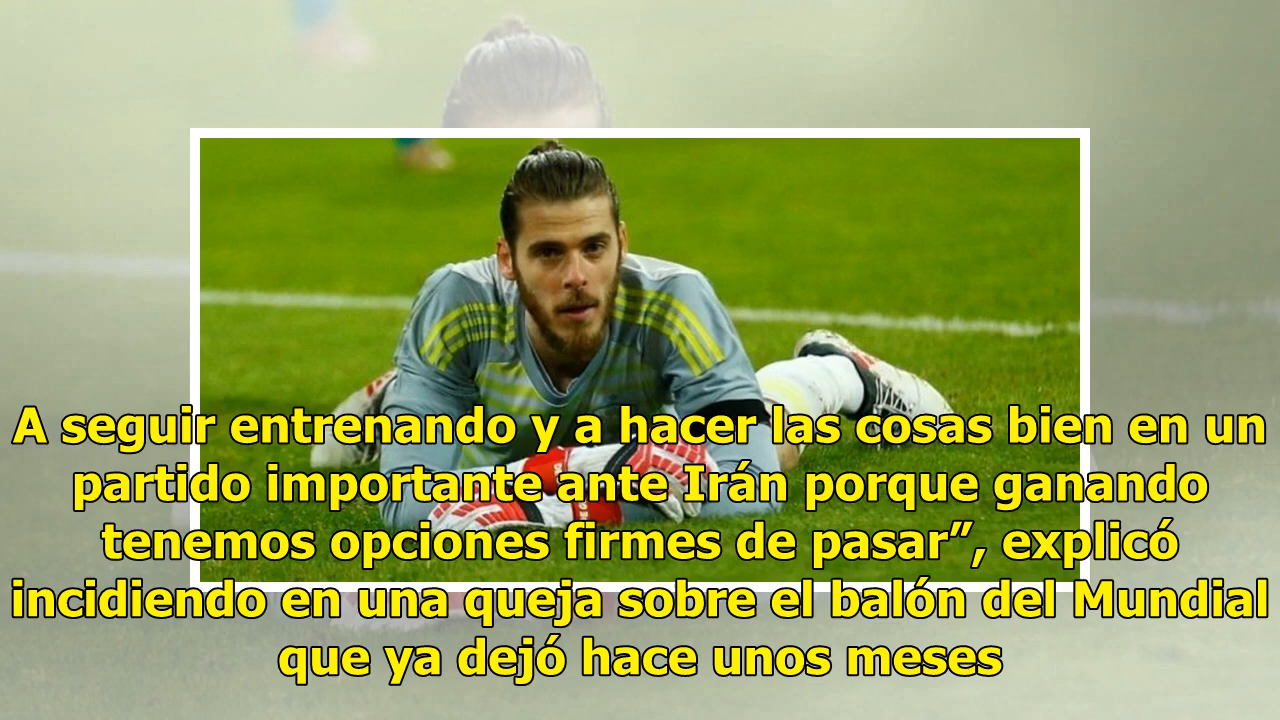 A seguir entrenando y a hacer las cosas bien en un
partido importante ante Irán porque ganando
tenemos opciones firmes de pasar”, explicó
incidiendo en una queja sobre el balón del Mundial
que ya dejó hace unos meses